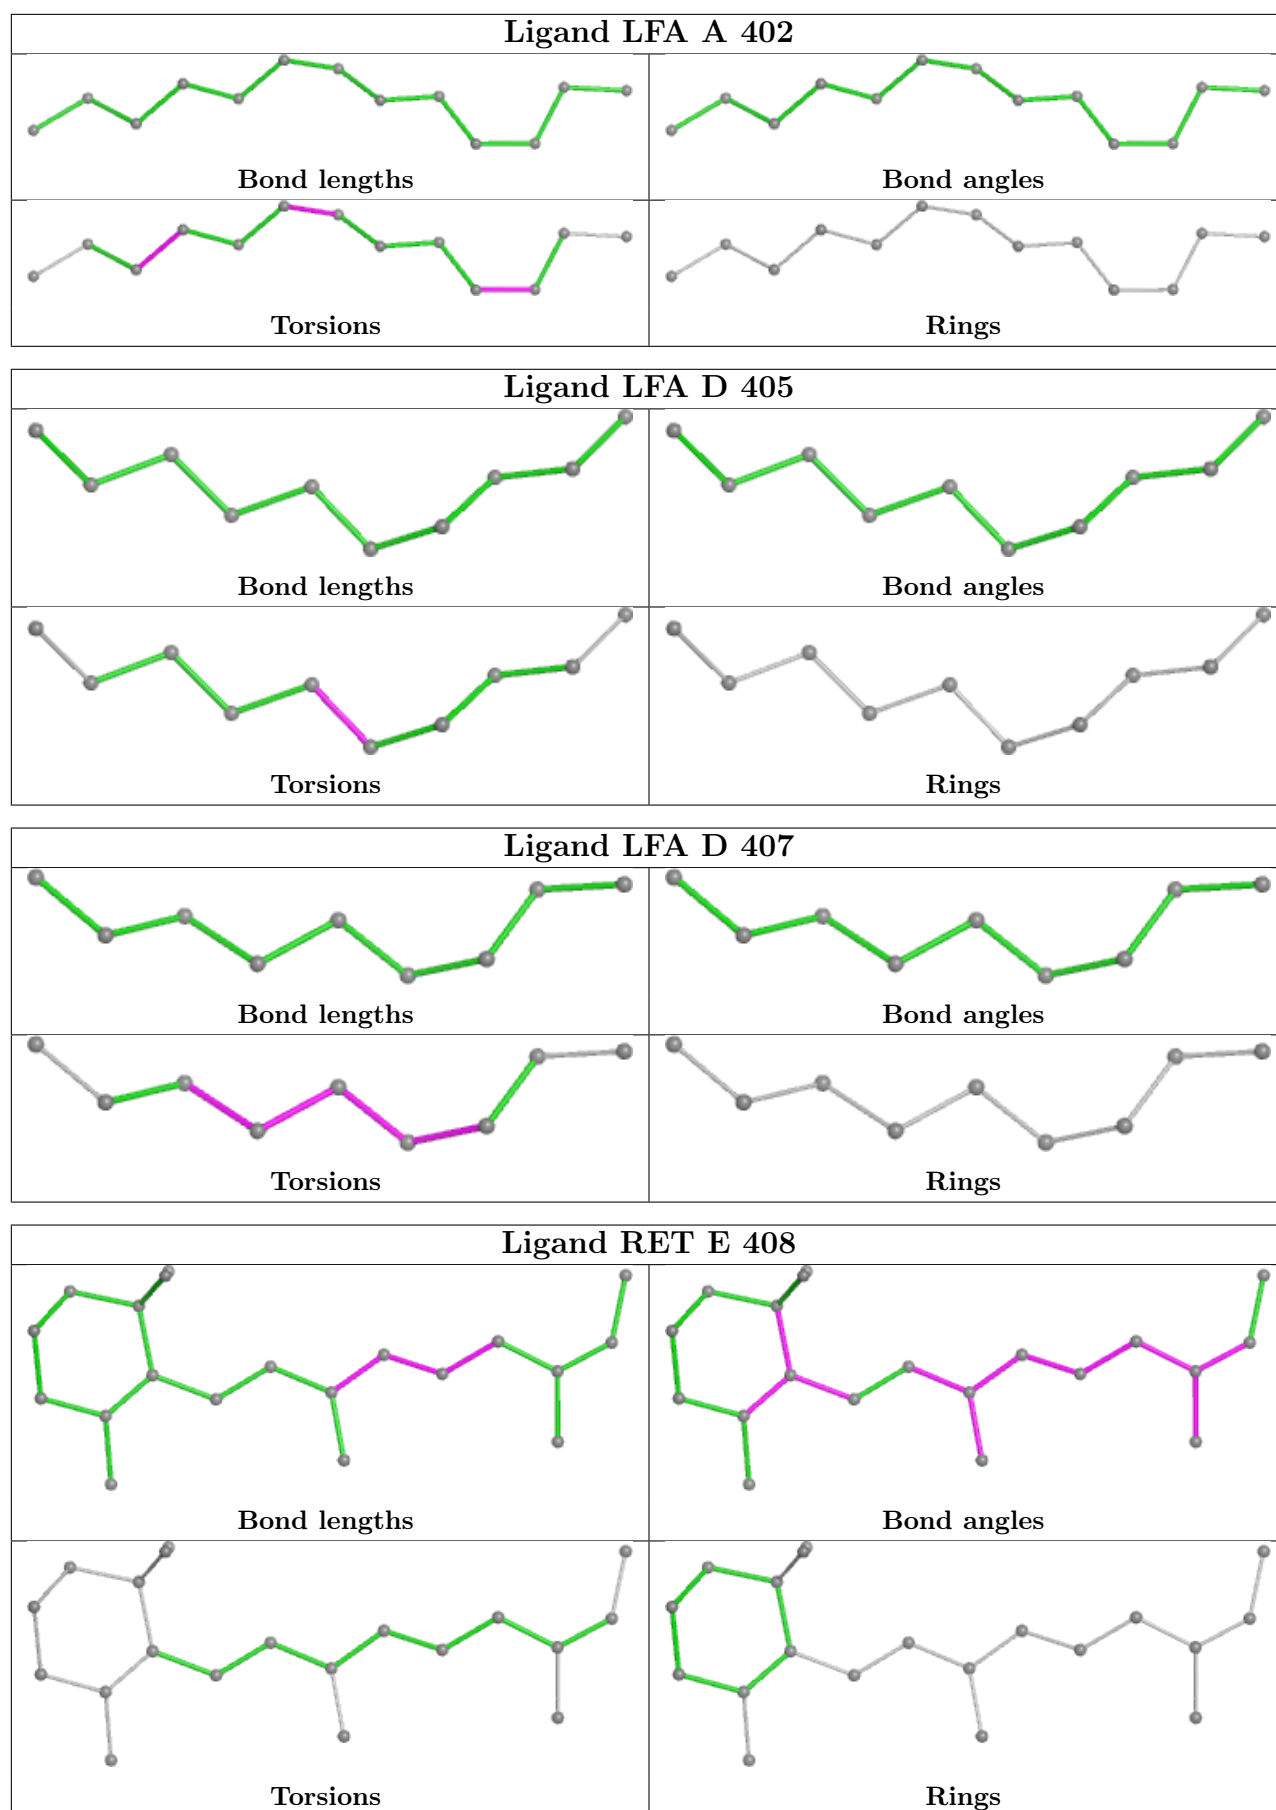 Ligand LFA A 402
Bond lengths
Bond angles
Torsions
Rings
Ligand LFA D 405
Bond lengths
Bond angles
Torsions
Rings
Ligand LFA D 407
Bond lengths
Bond angles
Torsions
Rings
Ligand RET E 408
Bond lengths
Bond angles
Torsions
Rings